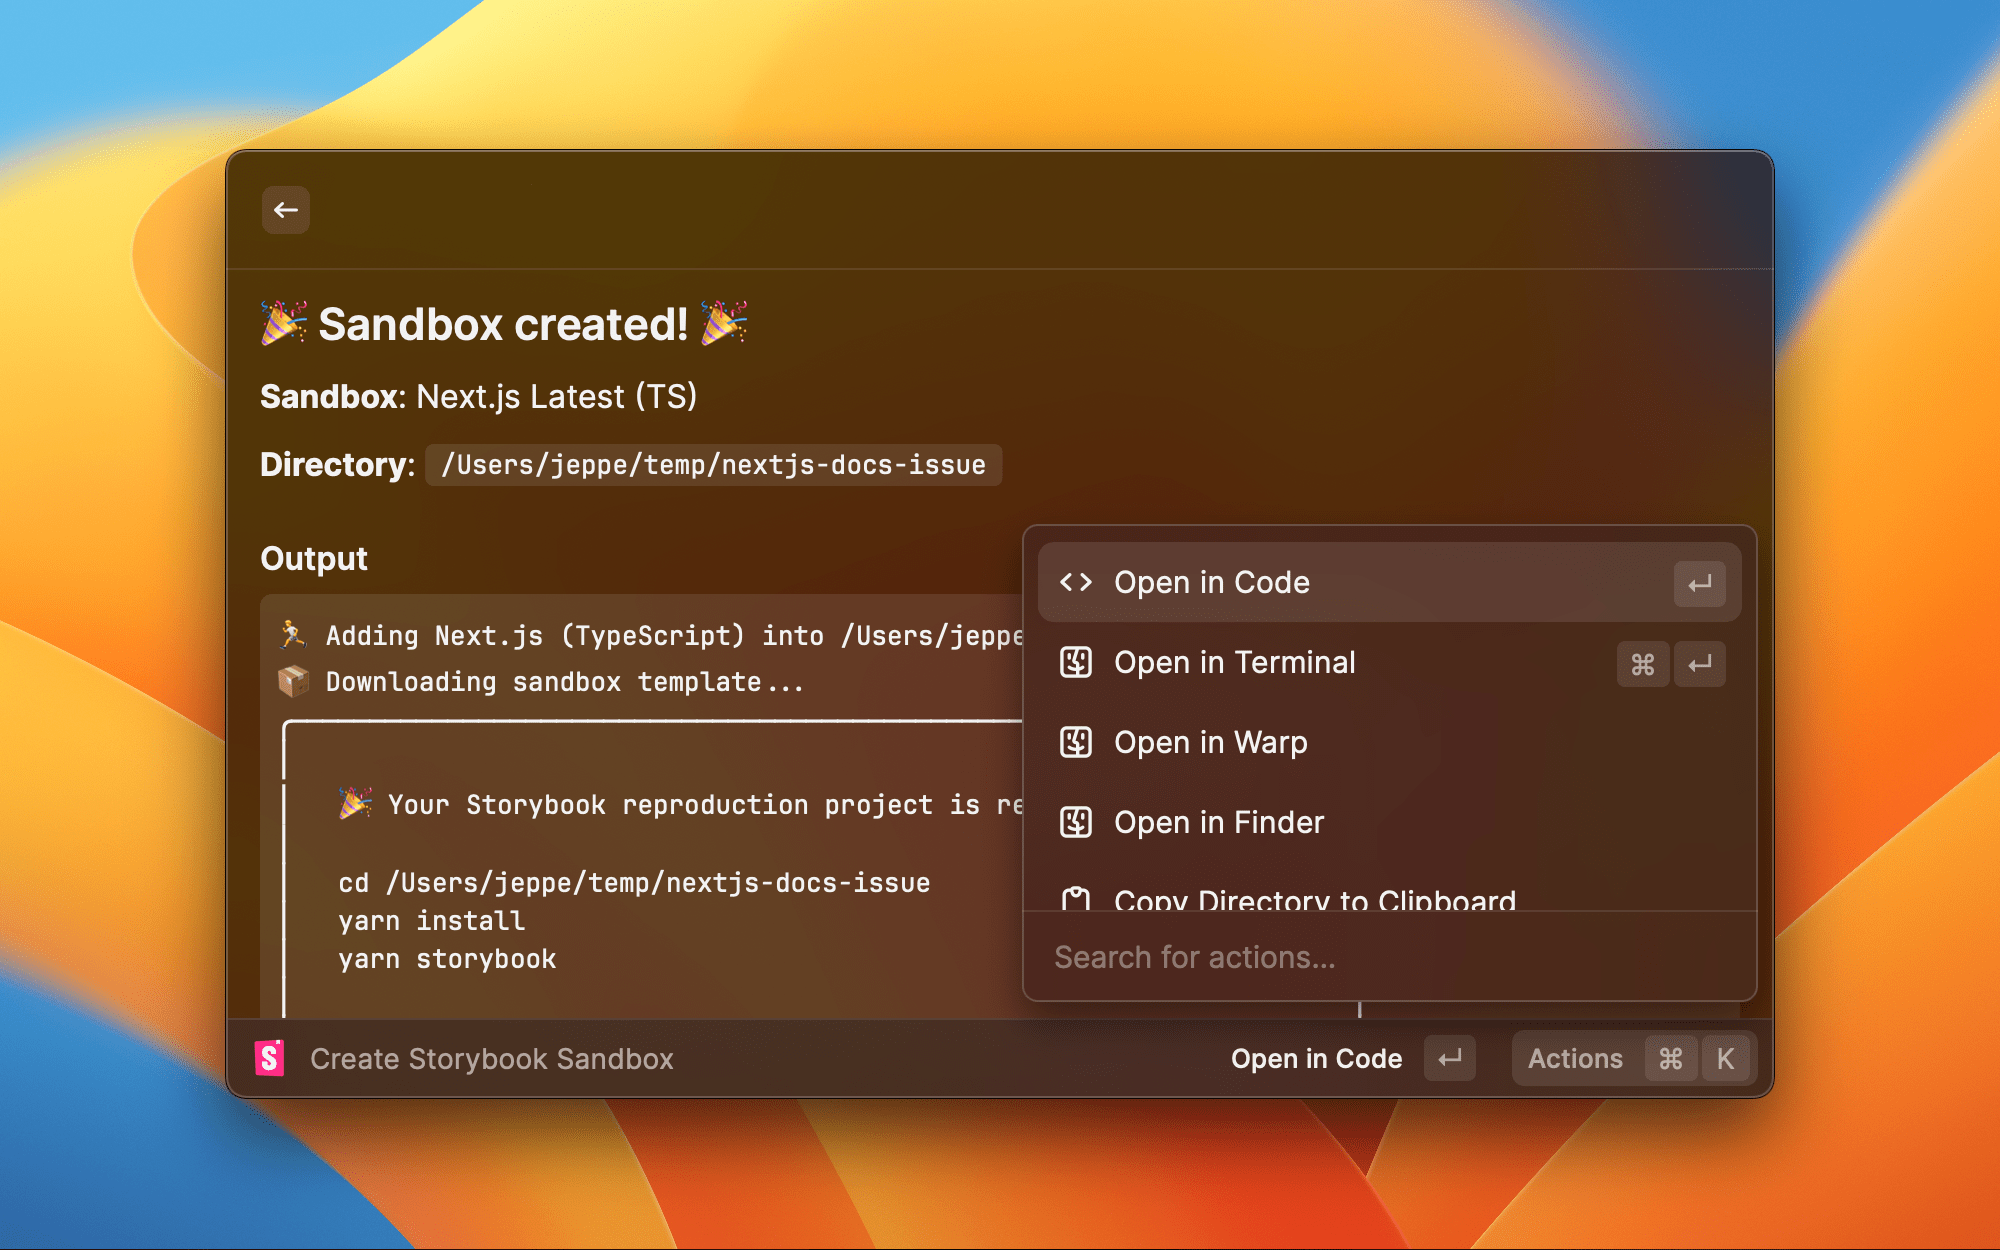 🎉 Sandbox created! 🎉
Sandbox: Next.js Latest (TS)
Directory: /Users/jeppe/temp/nextjs-docs-issue
Output
🏃 Adding Next.js (TypeScript) into /Users/jeppe
📦 Downloading sandbox template...
🎉 Your Storybook reproduction project is re
cd /Users/jeppe/temp/nextjs-docs-issue
yarn install
yarn storybook
Open in Code ↵
Open in Terminal ⌘ ↵
Open in Warp
Open in Finder
Copy Directory to Clipboard
Search for actions...
S Create Storybook Sandbox
Open in Code ↵ Actions ⌘ K